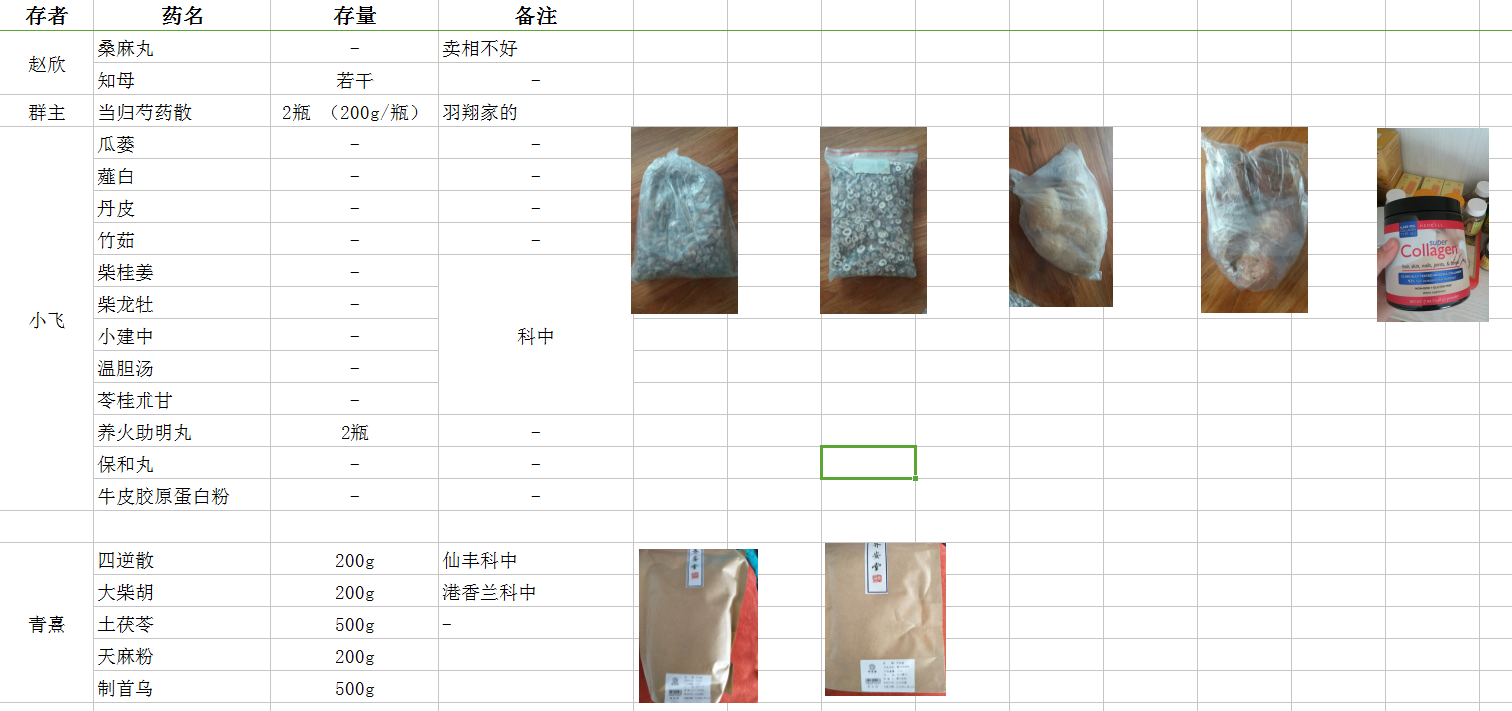 存者 药名 存量 备注
赵欣 桑麻丸 - 卖相不好
知母 若干 -
群主 当归芍药散 2瓶 （200g/瓶） 羽翔家的
小飞 瓜蒌 - -
薤白 - -
丹皮 - -
竹茹 - -
柴桂姜 - 科中
柴龙牡 -
小建中 -
温胆汤 -
苓桂朮甘 -
养火助明丸 2瓶 -
保和丸 - -
牛皮胶原蛋白粉 - -
super
Collagen
青熹 四逆散 200g 仙丰科中
大柴胡 200g 港香兰科中
土茯苓 500g -
天麻粉 200g
制首乌 500g
安堂
安堂